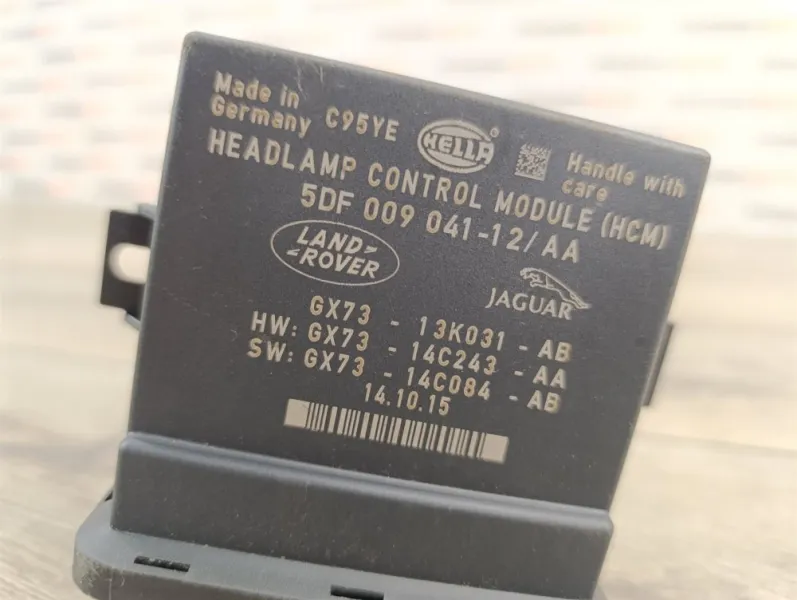 Made in
Germany C95YE
HELLA ®
Handle with
care
HEADLAMP CONTROL MODULE (HCM)
5DF 009 041-12/AA
LAND-
ROVER
JAGUAR
GX73 - 13K031 - AB
HW: GX73 - 14C243 - AA
SW: GX73 - 14C084 - AB
14.10.15